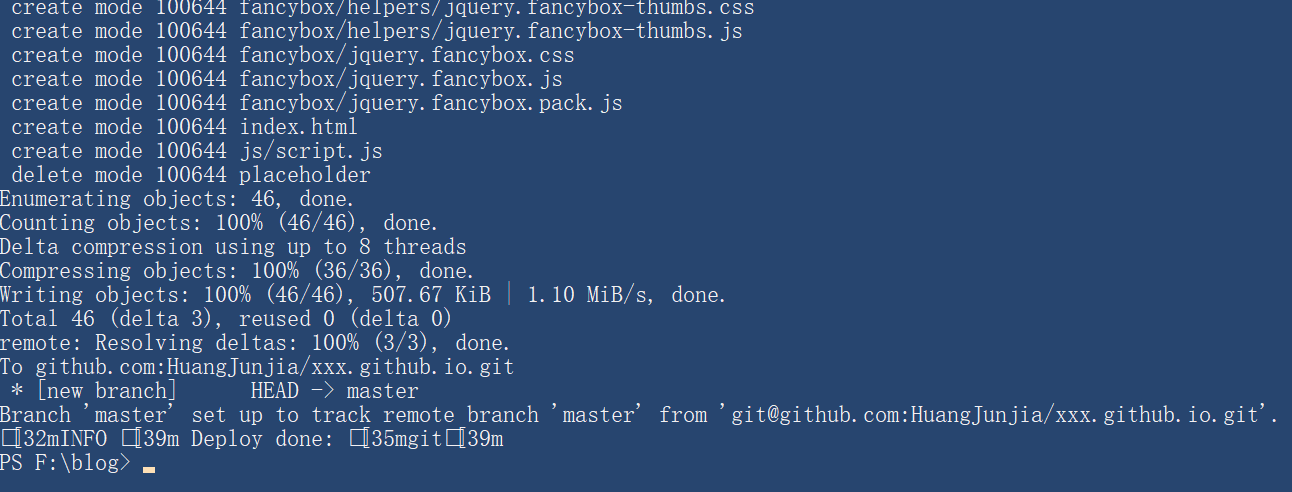 create mode 100644 fancybox/helpers/jquery.fancybox-thumbs.css
create mode 100644 fancybox/helpers/jquery.fancybox-thumbs.js
create mode 100644 fancybox/jquery.fancybox.css
create mode 100644 fancybox/jquery.fancybox.js
create mode 100644 fancybox/jquery.fancybox.pack.js
create mode 100644 index.html
create mode 100644 js/script.js
delete mode 100644 placeholder
Enumerating objects: 46, done.
Counting objects: 100% (46/46), done.
Delta compression using up to 8 threads
Compressing objects: 100% (36/36), done.
Writing objects: 100% (46/46), 507.67 KiB | 1.10 MiB/s, done.
Total 46 (delta 3), reused 0 (delta 0)
remote: Resolving deltas: 100% (3/3), done.
To github.com:HuangJunjia/xxx.github.io.git
 * [new branch]      HEAD -> master
Branch 'master' set up to track remote branch 'master' from 'git@github.com:HuangJunjia/xxx.github.io.git'.
□[32mINFO □[39m Deploy done: □[35mgit□[39m
PS F:\blog> _